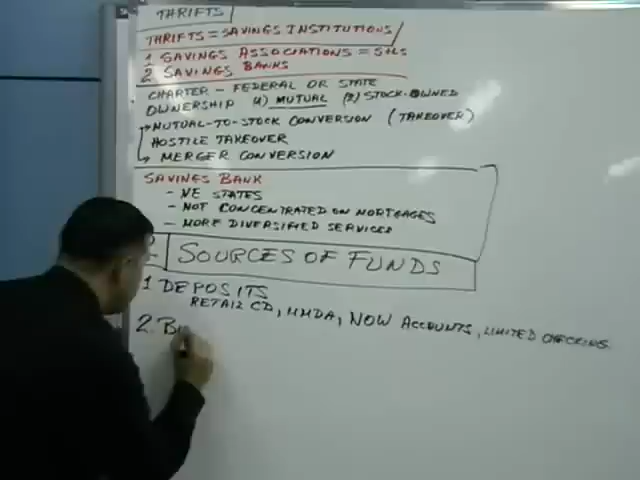 THRIFTS
THRIFTS = SAVINGS INSTITUTIONS
1 SAVINGS ASSOCIATIONS = S&LS
2 SAVINGS BANKS
CHARTER - FEDERAL OR STATE
OWNERSHIP (1) MUTUAL (2) STOCK-OWNED
MUTUAL-TO-STOCK CONVERSION (TAKEOVER)
HOSTILE TAKEOVER
MERGER CONVERSION
SAVINGS BANK
- NE STATES
- NOT CONCENTRATED ON MORTGAGES
- MORE DIVERSIFIED SERVICES
SOURCES OF FUNDS
1 DEPOSITS
RETAIL CD, MMDA, NOW ACCOUNTS, LIMITED CHECKING
2. B